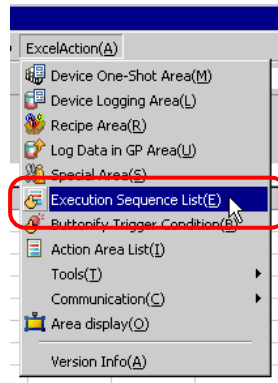 ExcelAction(A)
Device One-Shot Area(M)
Device Logging Area(L)
Recipe Area(R)
Log Data in GP Area(U)
Special Area(S)
Execution Sequence List(E)
Buttonify Trigger Condition(B)
Action Area List(I)
Tools(T)
Communication(C)
Area display(O)
Version Info(A)